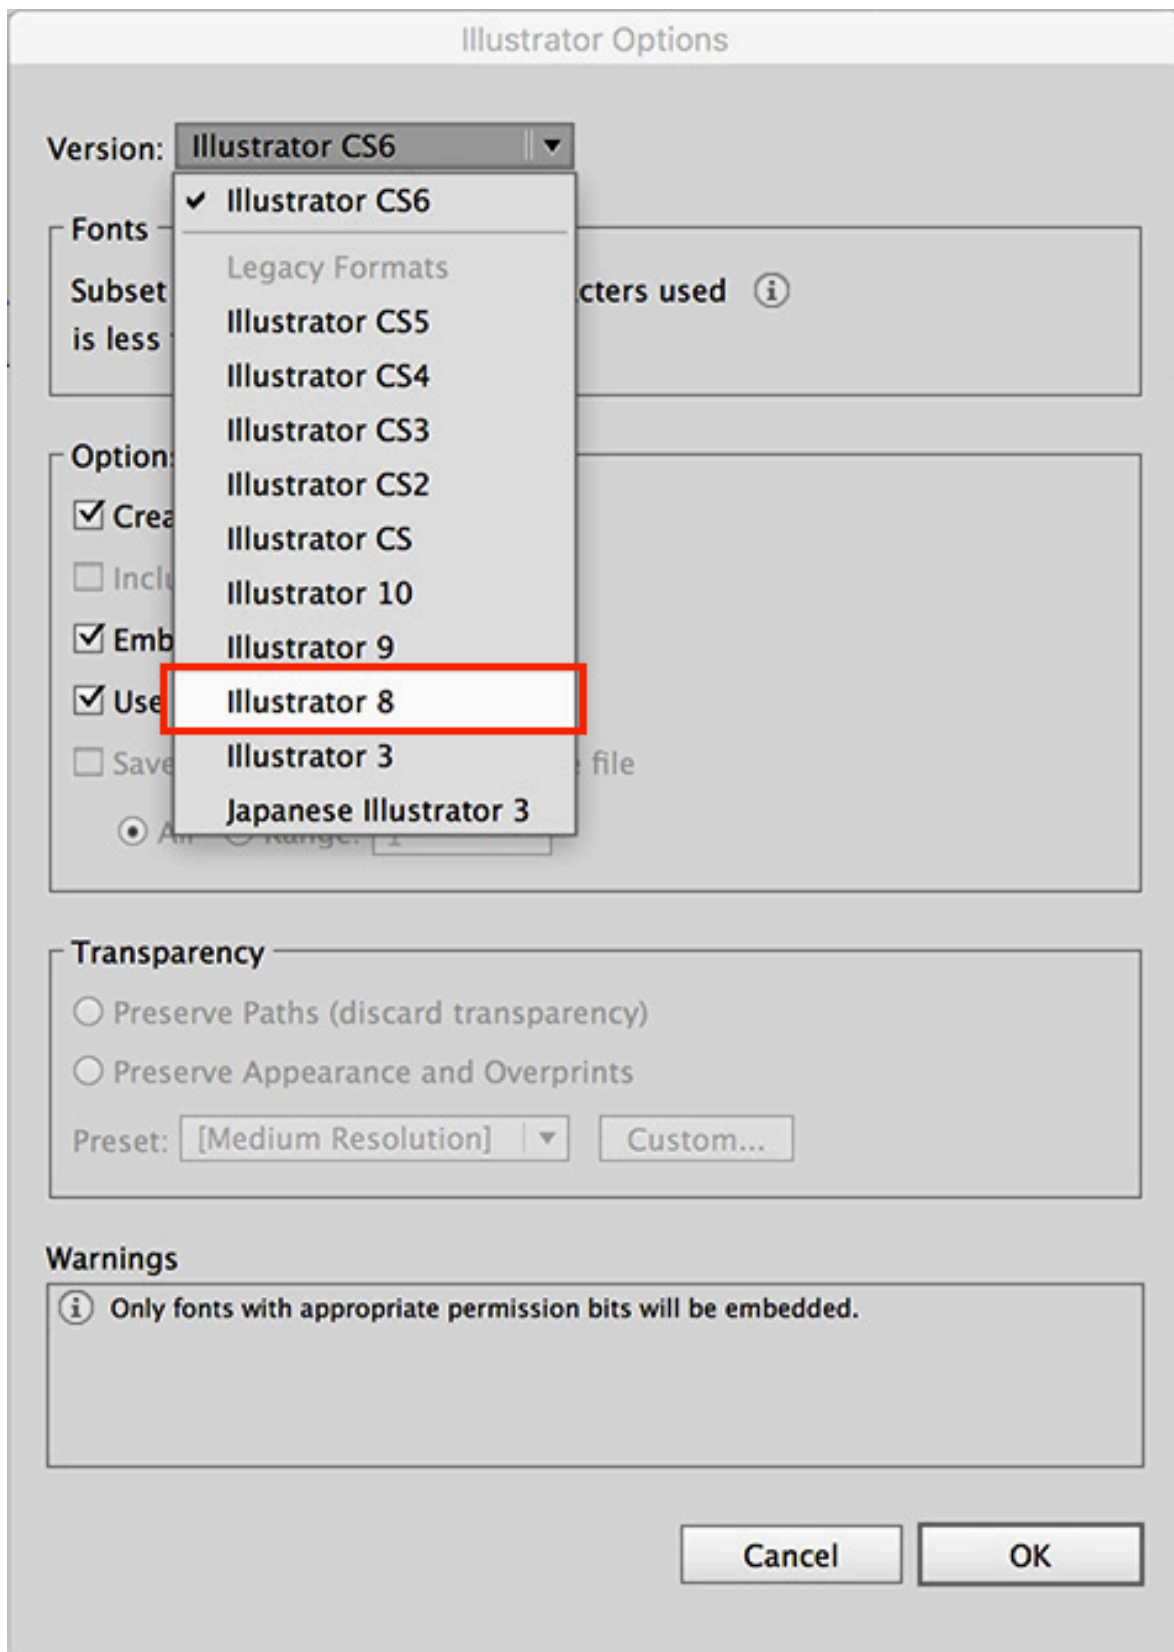 Illustrator Options
Version: Illustrator CS6
Illustrator CS6
Fonts
Legacy Formats
Subset cters used
Illustrator CS5
is less
Illustrator CS4
Illustrator CS3
Option
Illustrator CS2
Crea
Illustrator CS
Inclu
Illustrator 10
Emb
Illustrator 9
Use
Illustrator 8
Illustrator 3
Save file
Japanese Illustrator 3
Transparency
Preserve Paths (discard transparency)
Preserve Appearance and Overprints
Preset: [Medium Resolution] Custom...
Warnings
Only fonts with appropriate permission bits will be embedded.
Cancel OK